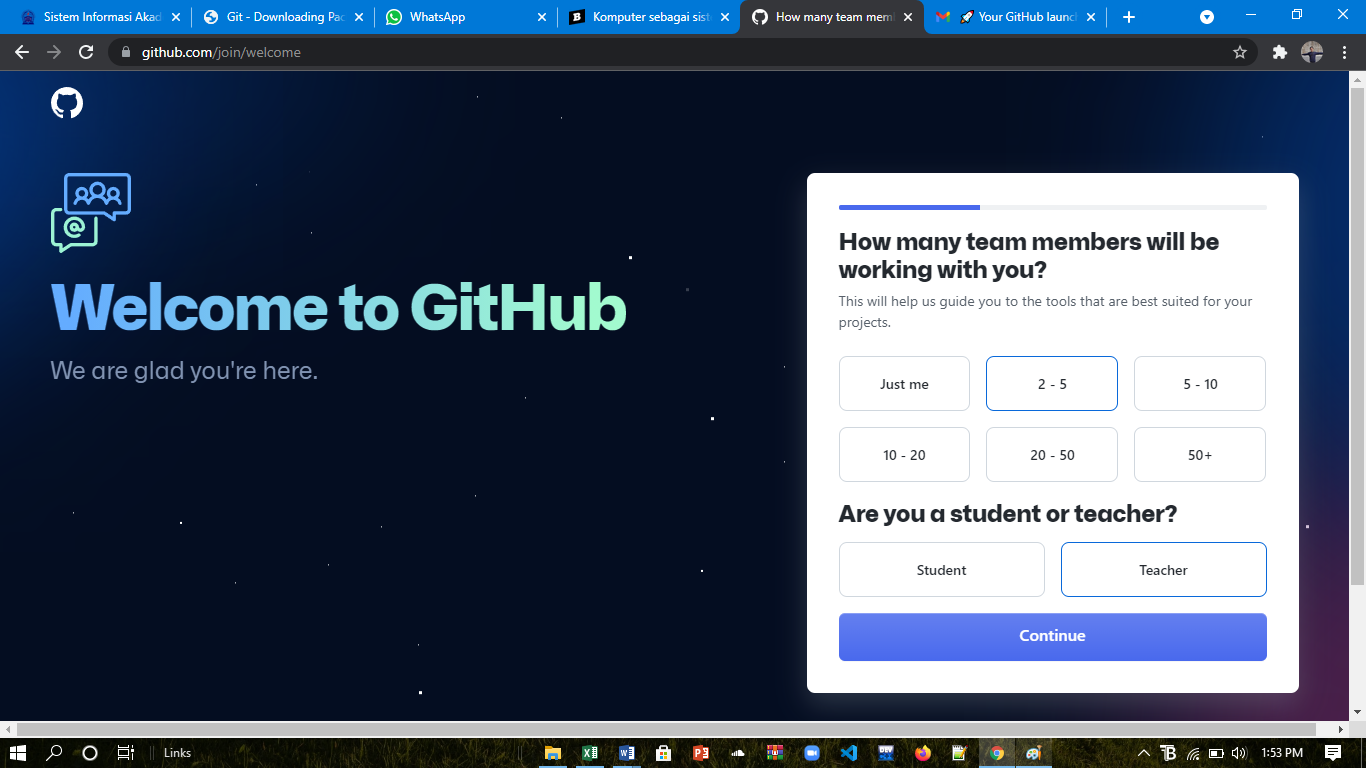 Sistem Informasi Akad
Git - Downloading Pac
WhatsApp
Komputer sebagai sist
How many team mem
Your GitHub launc
github.com/join/welcome
Welcome to GitHub
We are glad you're here.
How many team members will be
working with you?
This will help us guide you to the tools that are best suited for your
projects.
Just me
2 - 5
5 - 10
10 - 20
20 - 50
50+
Are you a student or teacher?
Student
Teacher
Continue
Links
1:53 PM